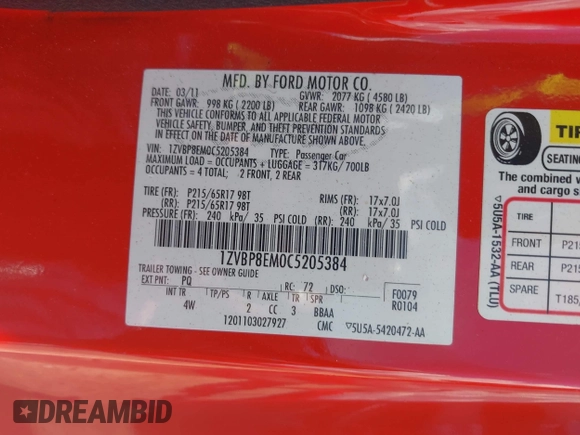 MFD. BY FORD MOTOR CO.
DATE: 03/11 GVWR: 2077 KG ( 4580 LB)
FRONT GAWR: 998 KG ( 2200 LB) REAR GAWR: 1098 KG ( 2420 LB)
THIS VEHICLE CONFORMS TO ALL APPLICABLE FEDERAL MOTOR
VEHICLE SAFETY, BUMPER, AND THEFT PREVENTION STANDARDS
IN EFFECT ON THE DATE OF MANUFACTURE SHOWN ABOVE.
VIN: 1ZVBP8EM0C5205384 TYPE: Passenger Car
MAXIMUM LOAD = OCCUPANTS + LUGGAGE = 317KG/ 700LB
OCCUPANTS = 4 TOTAL; 2 FRONT, 2 REAR
TIRE (FR): P215/65R17 98T RIMS (FR): 17x7.0J
(RR): P215/65R17 98T (RR): 17x7.0J
PRESSURE (FR): 240 kPa/ 35 PSI COLD (RR): 240 kPa/ 35 PSI COLD
1ZVBP8EM0C5205384
TRAILER TOWING - SEE OWNER GUIDE
EXT PNT: PQ RC: 72 DSO: F0079
INT TR R AXLE TR SPR R0104
4W 2 CC 3 BBAA
1201103027927 CMC ▽5U5A-5420472-AA
TIR
SEATING
The combined w
and cargo s
TIRE
FRONT P215
REAR P215
SPARE T185
▽5U5A-1532-AA (TLU)
DREAMBID